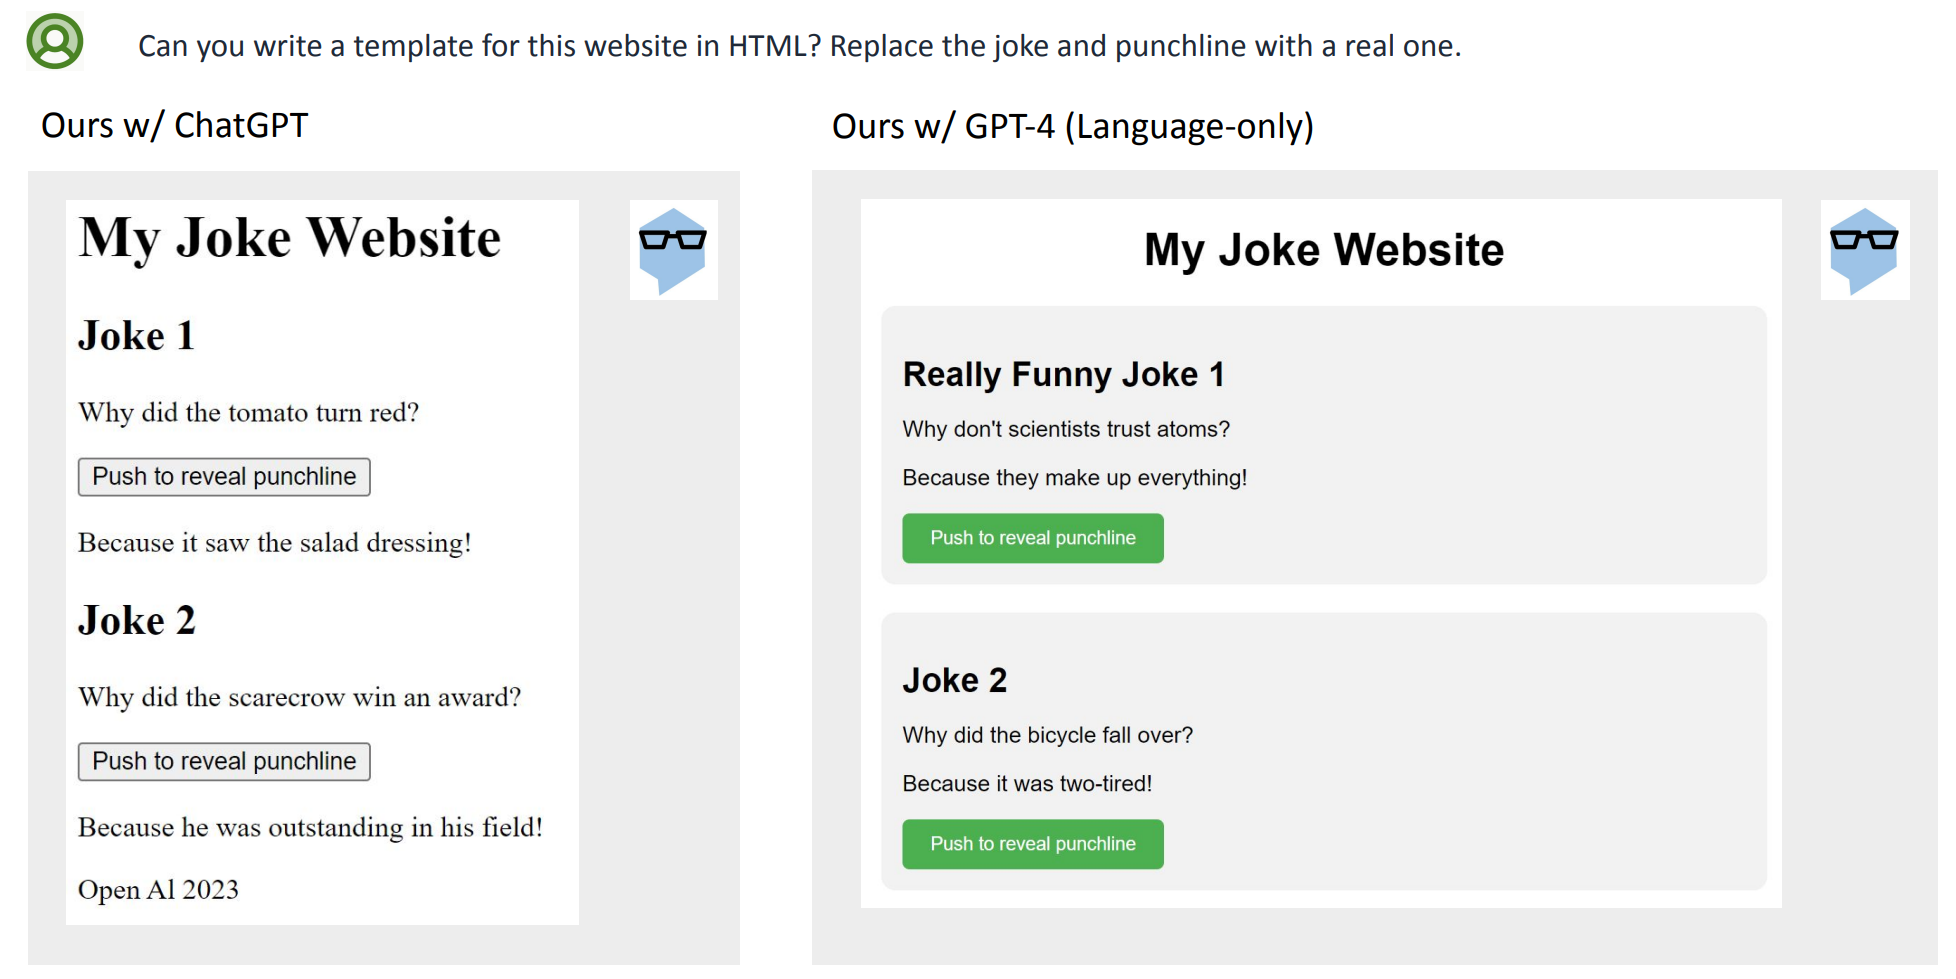 Can you write a template for this website in HTML? Replace the joke and punchline with a real one.
Ours w/ ChatGPT
My Joke Website
Joke 1
Why did the tomato turn red?
Push to reveal punchline
Because it saw the salad dressing!
Joke 2
Why did the scarecrow win an award?
Push to reveal punchline
Because he was outstanding in his field!
Open Al 2023
Ours w/ GPT-4 (Language-only)
My Joke Website
Really Funny Joke 1
Why don't scientists trust atoms?
Because they make up everything!
Push to reveal punchline
Joke 2
Why did the bicycle fall over?
Because it was two-tired!
Push to reveal punchline